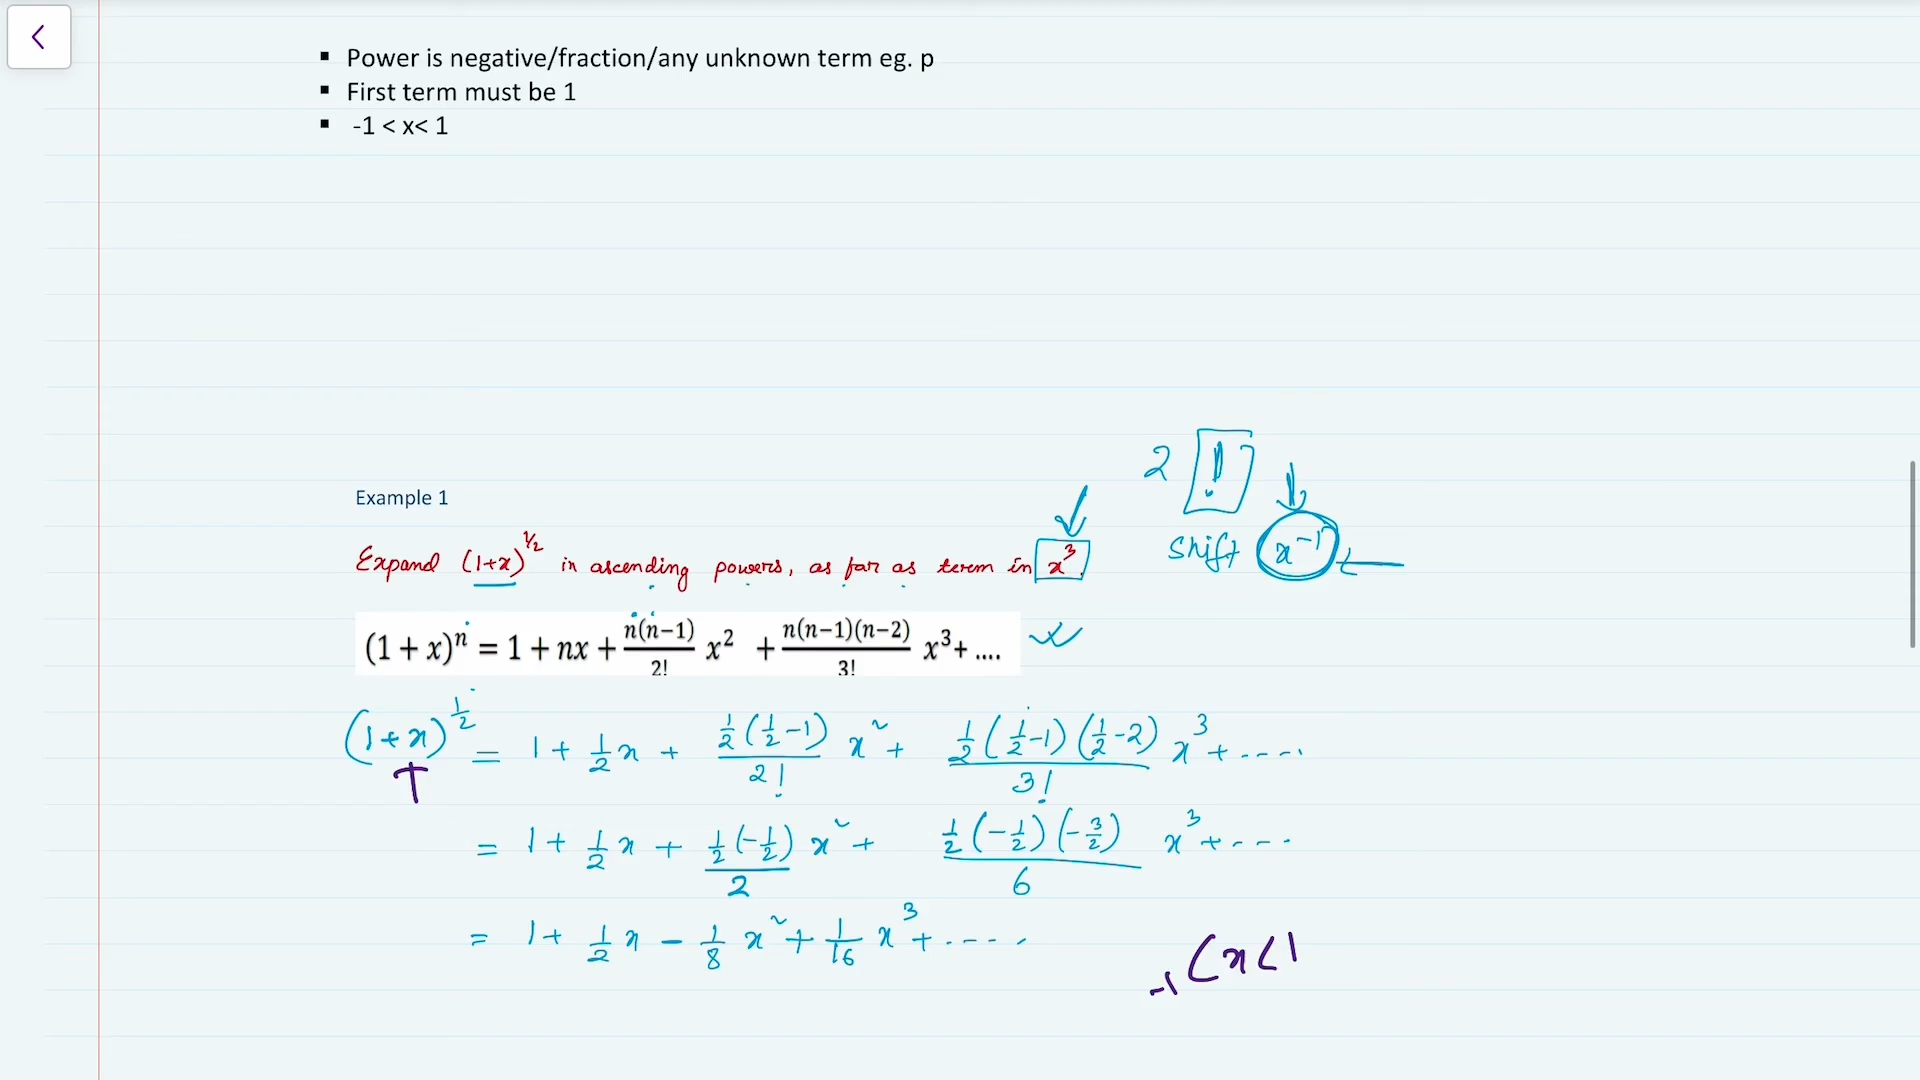 ▪ Power is negative/fraction/any unknown term eg. p
▪ First term must be 1
▪ -1 < x< 1
2 !
Example 1
Shift x⁻¹
Expand (1+x)^½ in ascending powers, as far as term in x³.
(1 + x)ⁿ = 1 + nx + n(n−1)/2! x² + n(n−1)(n−2)/3! x³+ ....
(1+x)^½ = 1 + ½x + ½(½-1)/2! x² + ½(½-1)(½-2)/3! x³ + ....
= 1 + ½x + ½(-½)/2 x² + ½(-½)(-3/2)/6 x³ + ....
= 1 + ½x - ⅛x² + 1/16 x³ + ....
-1 < x < 1